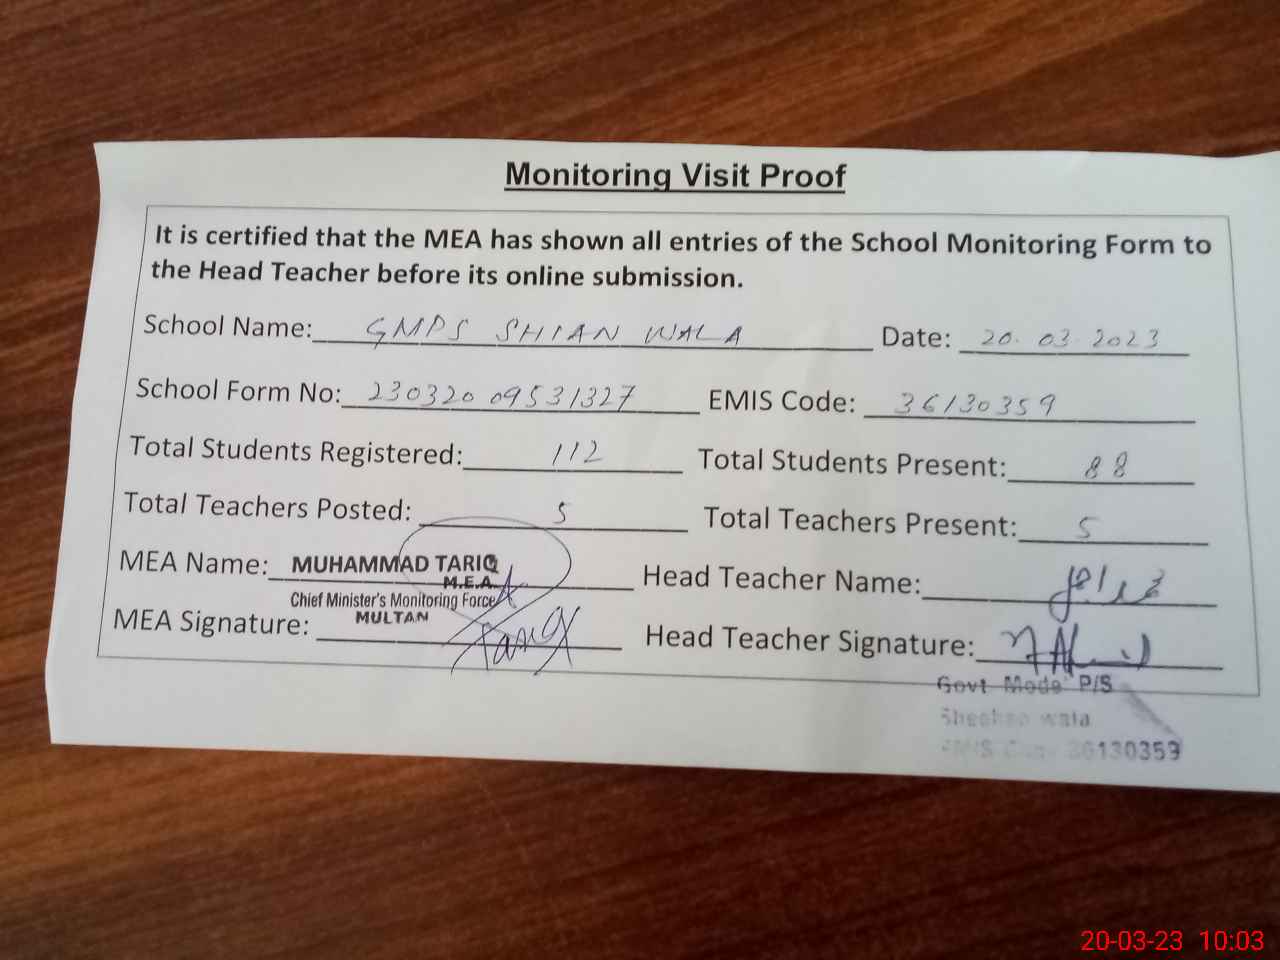 Monitoring Visit Proof
It is certified that the MEA has shown all entries of the School Monitoring Form to
the Head Teacher before its online submission.
School Name: GMPS SHIAN WALA Date: 20.03.2023
School Form No: 230320 09531327 EMIS Code: 36130359
Total Students Registered: 112 Total Students Present: 88
Total Teachers Posted: 5 Total Teachers Present: 5
MEA Name: MUHAMMAD TARIQ Head Teacher Name:
M.E.A
Chief Minister's Monitoring Force
MULTAN
MEA Signature: Tariq Head Teacher Signature:
Govt Mode P/S
wala
36130359
20-03-23 10:03